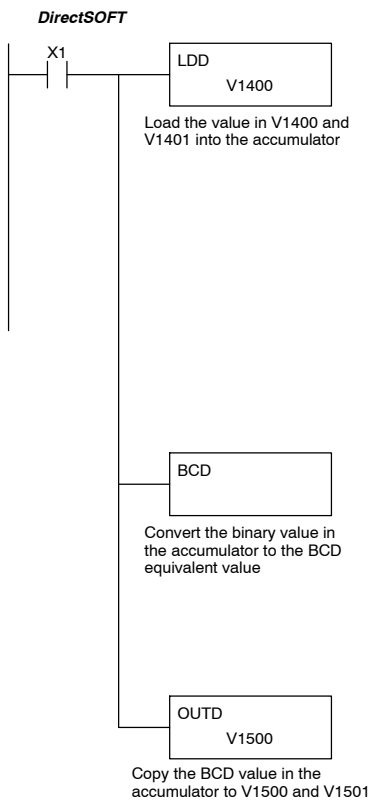 DirectSOFT
X1
LDD
V1400
Load the value in V1400 and
V1401 into the accumulator
BCD
Convert the binary value in
the accumulator to the BCD
equivalent value
OUTD
V1500
Copy the BCD value in the
accumulator to V1500 and V1501